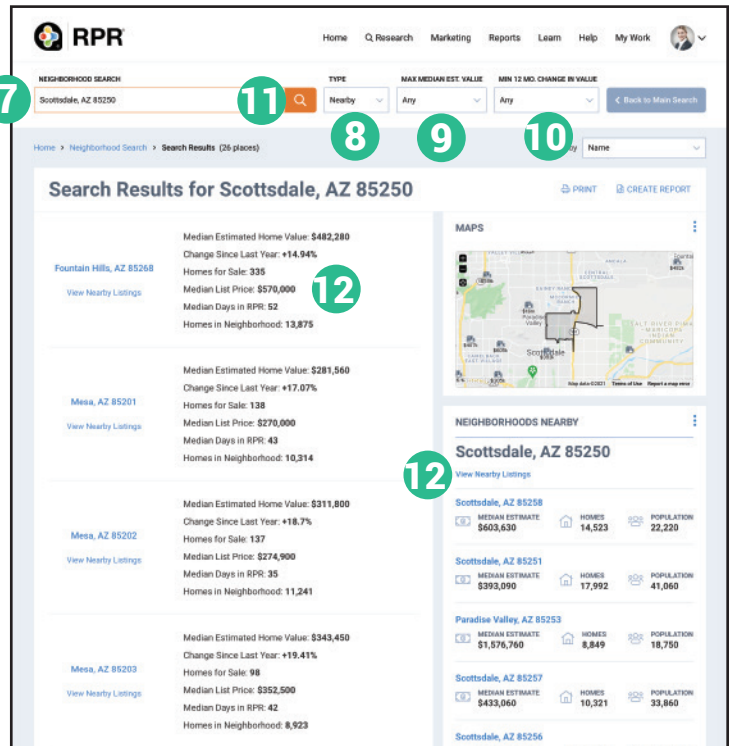 RPR
Home Research Marketing Reports Learn Help My Work
NEIGHBORHOOD SEARCH TYPE MAX MEDIAN EST. VALUE MIN 12 MO. CHANGE IN VALUE
7 Scottsdale, AZ 85250 11 Nearby Any Any Back to Main Search
8 9 10
Home > Neighborhood Search > Search Results (26 places) by Name
Search Results for Scottsdale, AZ 85250 PRINT CREATE REPORT
Fountain Hills, AZ 85268
View Nearby Listings
Median Estimated Home Value: $482,280
Change Since Last Year: +14.94%
Homes for Sale: 335
Median List Price: $570,000
12
Median Days in RPR: 52
Homes in Neighborhood: 13,875
Mesa, AZ 85201
View Nearby Listings
Median Estimated Home Value: $281,560
Change Since Last Year: +17.07%
Homes for Sale: 138
Median List Price: $270,000
Median Days in RPR: 43
Homes in Neighborhood: 10,314
Mesa, AZ 85202
View Nearby Listings
Median Estimated Home Value: $311,800
Change Since Last Year: +18.7%
Homes for Sale: 137
Median List Price: $274,900
Median Days in RPR: 35
Homes in Neighborhood: 11,241
Mesa, AZ 85203
View Nearby Listings
Median Estimated Home Value: $343,450
Change Since Last Year: +19.41%
Homes for Sale: 98
Median List Price: $352,500
Median Days in RPR: 42
Homes in Neighborhood: 8,923
MAPS
Paradise
Valley
Scottsdale
Map data ©2021 Terms of Use Report a map error
NEIGHBORHOODS NEARBY
Scottsdale, AZ 85250
12
View Nearby Listings
Scottsdale, AZ 85258
MEDIAN ESTIMATE HOMES POPULATION
$603,630 14,523 22,220
Scottsdale, AZ 85251
MEDIAN ESTIMATE HOMES POPULATION
$393,090 17,992 41,060
Paradise Valley, AZ 85253
MEDIAN ESTIMATE HOMES POPULATION
$1,576,760 8,849 18,750
Scottsdale, AZ 85257
MEDIAN ESTIMATE HOMES POPULATION
$433,060 10,321 33,860
Scottsdale, AZ 85256